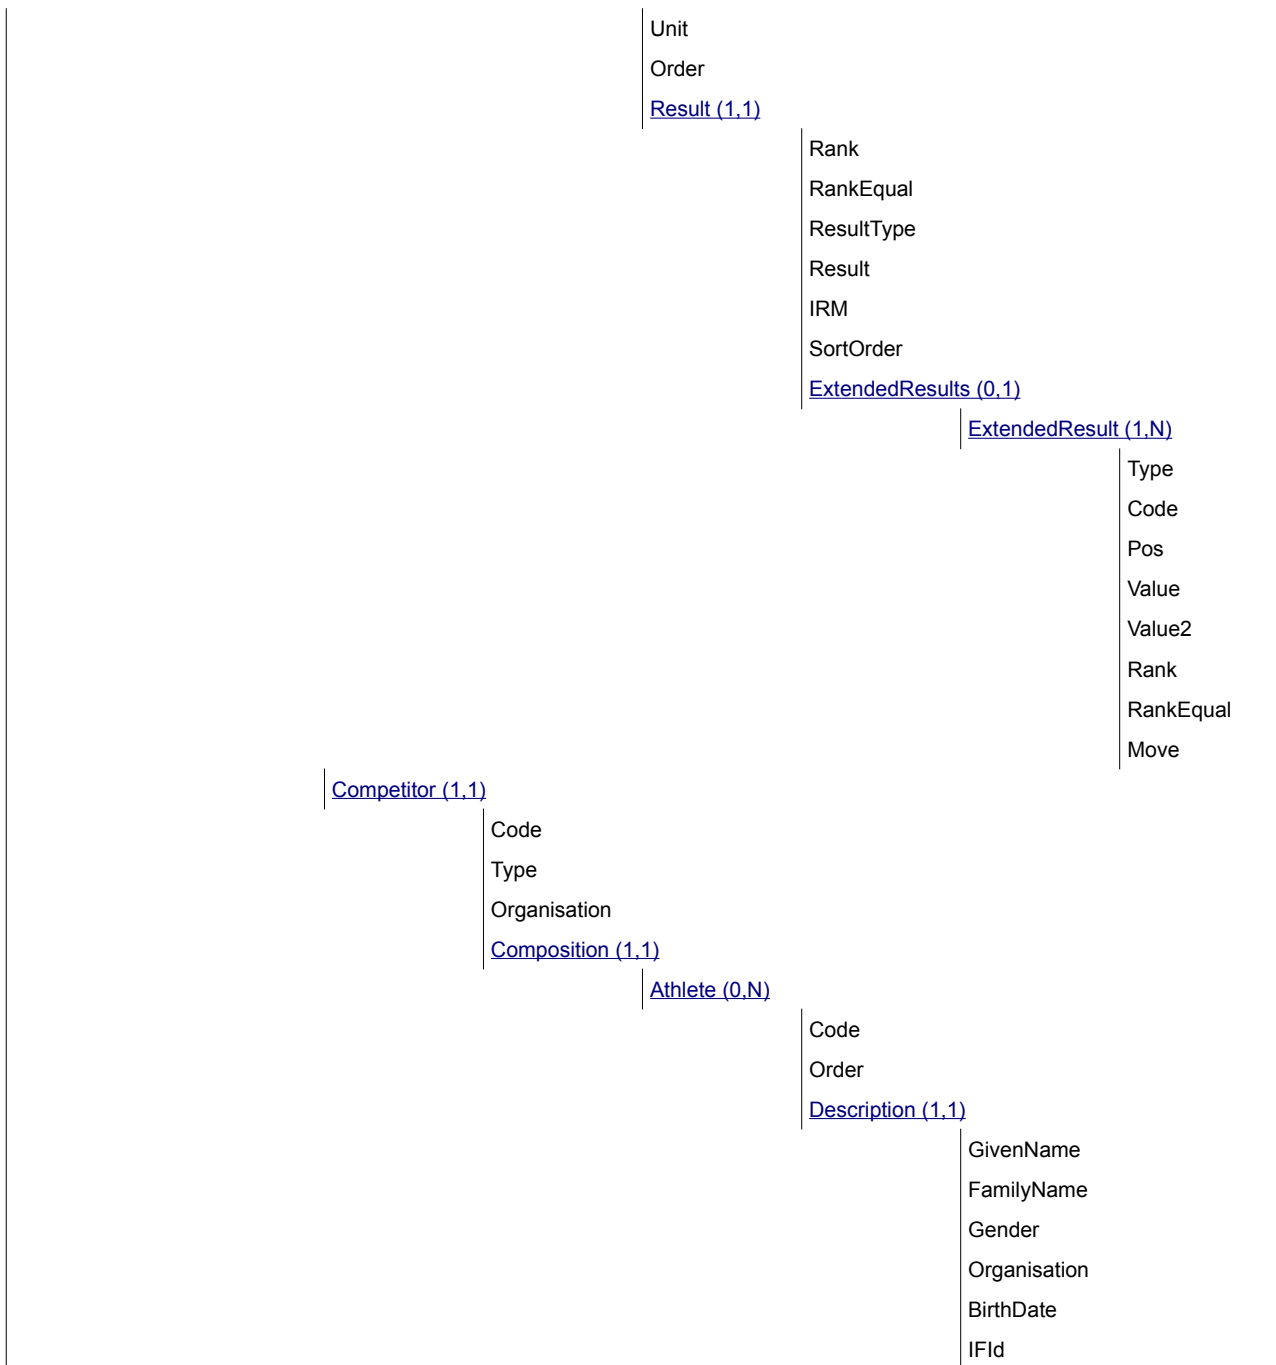 Unit
Order
Result (1,1)
Rank
RankEqual
ResultType
Result
IRM
SortOrder
ExtendedResults (0,1)
ExtendedResult (1,N)
Type
Code
Pos
Value
Value2
Rank
RankEqual
Move
Competitor (1,1)
Code
Type
Organisation
Composition (1,1)
Athlete (0,N)
Code
Order
Description (1,1)
GivenName
FamilyName
Gender
Organisation
BirthDate
IFId